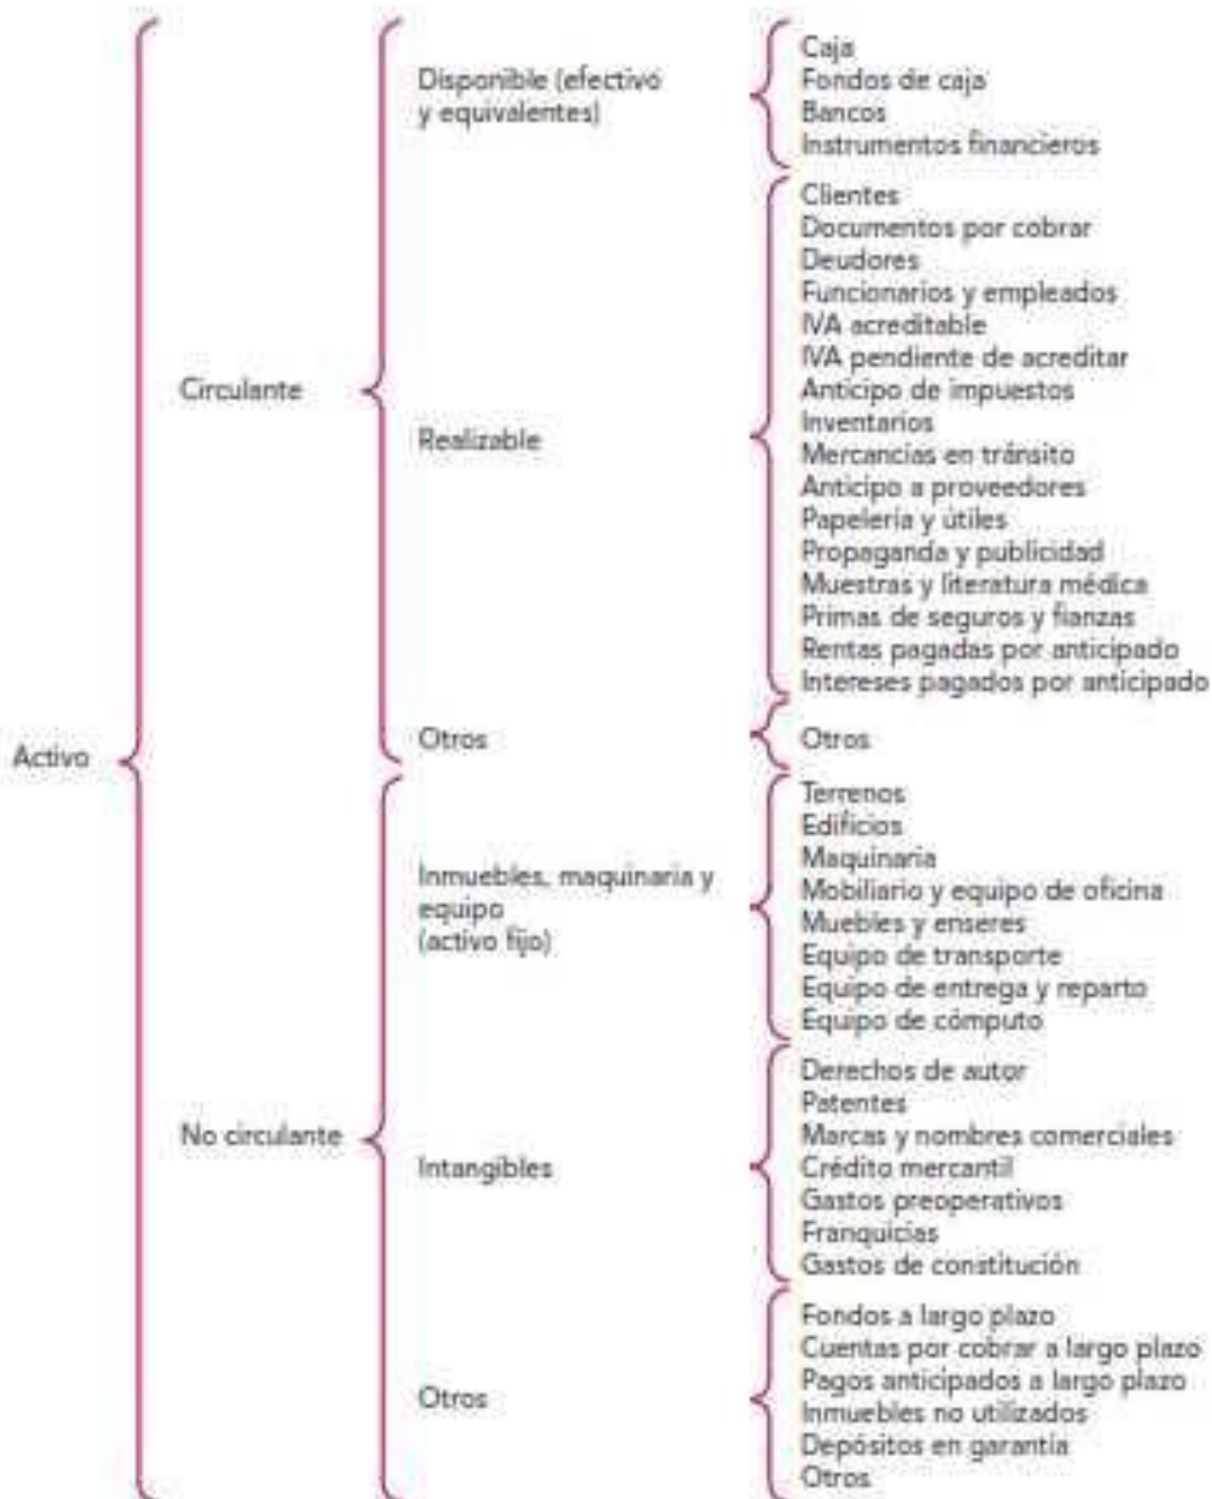 Activo
Circulante
Disponible (efectivo
y equivalentes)
Caja
Fondos de caja
Bancos
Instrumentos financieros
Realizable
Clientes
Documentos por cobrar
Deudores
Funcionarios y empleados
IVA acreditable
IVA pendiente de acreditar
Anticipo de impuestos
Inventarios
Mercancías en tránsito
Anticipo a proveedores
Papelería y útiles
Propaganda y publicidad
Muestras y literatura médica
Primas de seguros y fianzas
Rentas pagadas por anticipado
Intereses pagados por anticipado
Otros
Otros
No circulante
Inmuebles, maquinaria y
equipo
(activo fijo)
Terrenos
Edificios
Maquinaria
Mobiliario y equipo de oficina
Muebles y enseres
Equipo de transporte
Equipo de entrega y reparto
Equipo de cómputo
Intangibles
Derechos de autor
Patentes
Marcas y nombres comerciales
Crédito mercantil
Gastos preoperativos
Franquicias
Gastos de constitución
Otros
Fondos a largo plazo
Cuentas por cobrar a largo plazo
Pagos anticipados a largo plazo
Inmuebles no utilizados
Depósitos en garantía
Otros